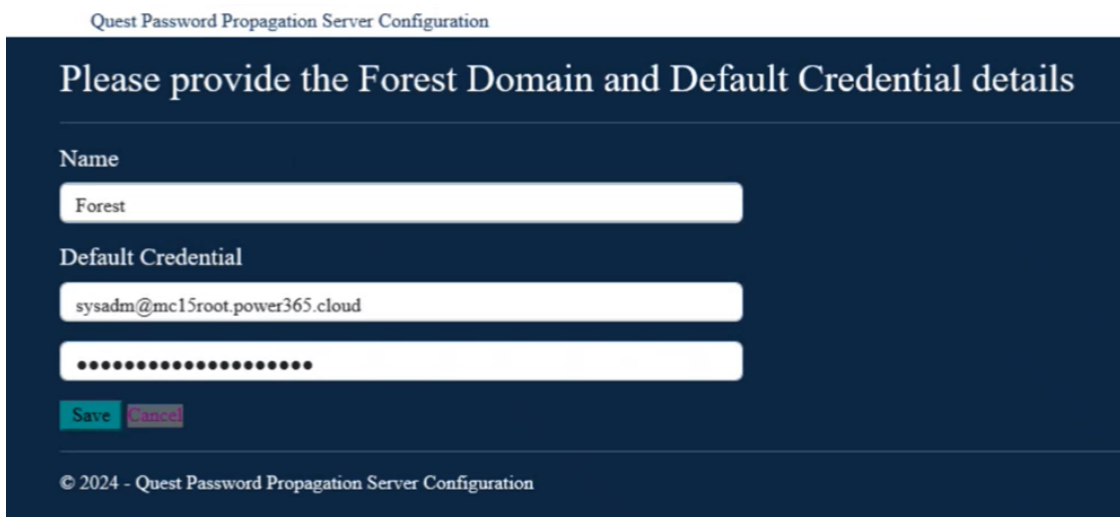 Quest Password Propagation Server Configuration
Please provide the Forest Domain and Default Credential details
Name
Forest
Default Credential
sysadm@mc15root.power365.cloud
••••••••••••••••••••
Save Cancel
© 2024 - Quest Password Propagation Server Configuration